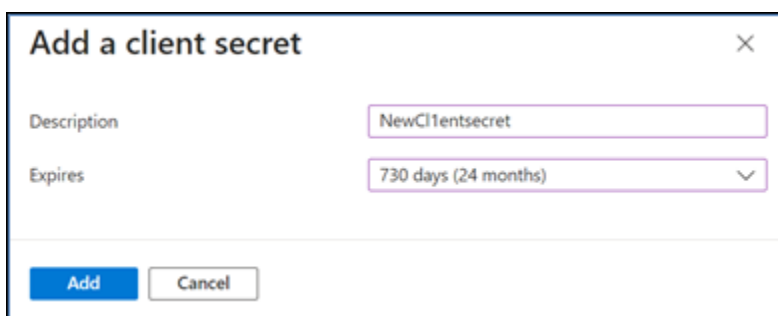 Add a client secret
Description NewCl1entsecret
Expires 730 days (24 months)
Add Cancel